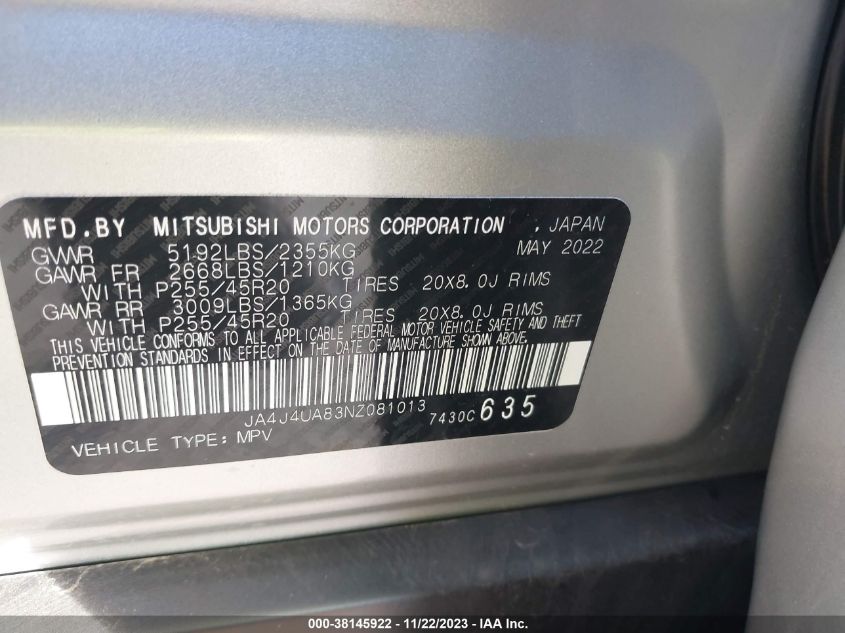 MFD.BY MITSUBISHI MOTORS CORPORATION . JAPAN
GVWR 5192LBS/2355KG MAY 2022
GAWR FR 2668LBS/1210KG
WITH P255/45R20 TIRES 20X8.0J RIMS
GAWR RR 3009LBS/1365KG
WITH P255/45R20 TIRES 20X8.0J RIMS
THIS VEHICLE CONFORMS TO ALL APPLICABLE FEDERAL MOTOR VEHICLE SAFETY AND THEFT
PREVENTION STANDARDS IN EFFECT ON THE DATE OF MANUFACTURE SHOWN ABOVE.
JA4J4UA83NZ081013 7430C 635
VEHICLE TYPE: MPV
000-38145922 - 11/22/2023 - IAA Inc.